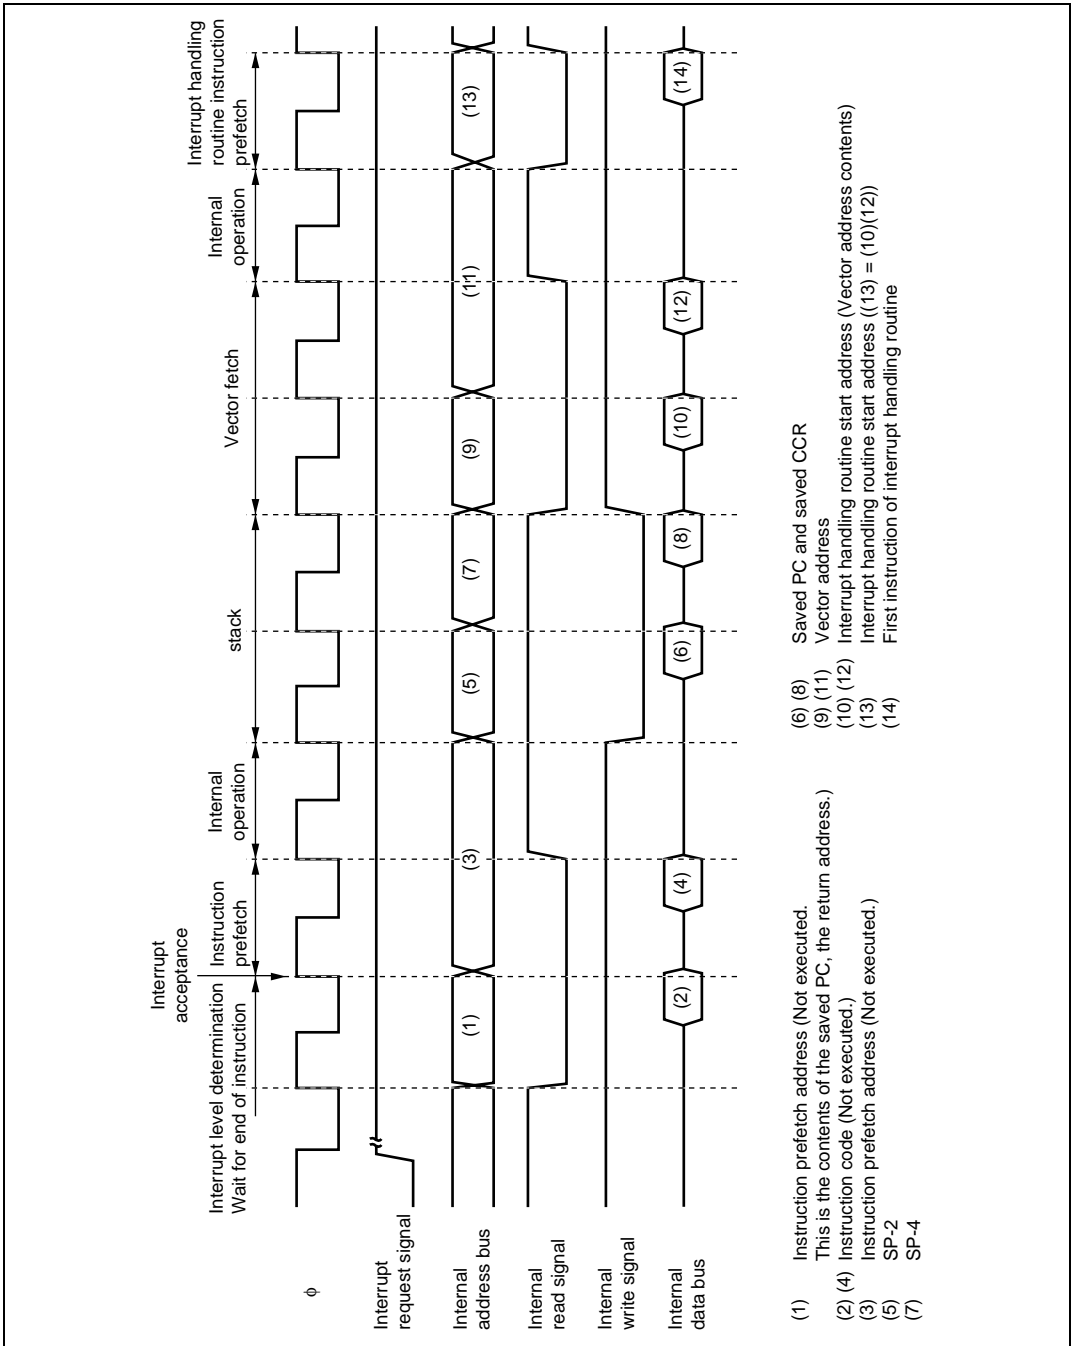 Interrupt level determination
Wait for end of instruction
Interrupt
acceptance
Instruction
prefetch
Internal
operation
stack
Vector fetch
Internal
operation
Interrupt handling
routine instruction
prefetch
ϕ
Interrupt
request signal
Internal
address bus
(1)
(3)
(5)
(7)
(9)
(11)
(13)
Internal
read signal
Internal
write signal
Internal
data bus
(2)
(4)
(6)
(8)
(10)
(12)
(14)
(1) Instruction prefetch address (Not executed.
This is the contents of the saved PC, the return address.)
(2) (4) Instruction code (Not executed.)
(3) Instruction prefetch address (Not executed.)
(5) SP-2
(7) SP-4
(6) (8) Saved PC and saved CCR
(9) (11) Vector address
(10) (12) Interrupt handling routine start address (Vector address contents)
(13) Interrupt handling routine start address ((13) = (10)(12))
(14) First instruction of interrupt handling routine